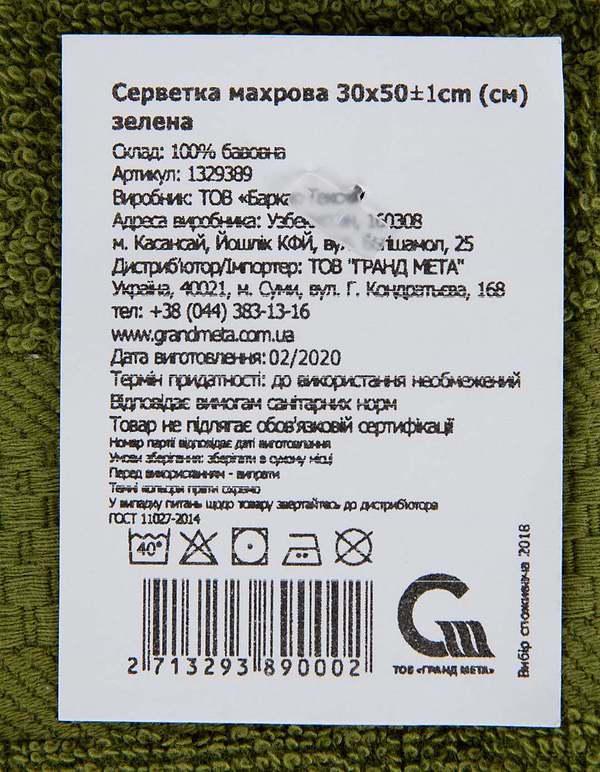 Серветка махрова 30х50±1cm (см)
зелена
Склад: 100% бавовна
Артикул: 1329389
Виробник: ТОВ «Баркас
Адреса виробника: 160308
м. Касансай, Йошлік КФЙ, вул. 25
Дистриб'ютор/Імпортер: ТОВ "ГРАНД МЕТА"
Україна, 40021, м. Суми, вул. Г. Кондратьєва, 168
тел: +38 (044) 383-13-16
www.grandmeta.com.ua
Дата виготовлення: 02/2020
Термін придатності: до використання необмежений
Відповідає вимогам санітарних норм
Товар не підлягає обов'язковій сертифікації
Номер партії відповідає даті виготовлення
Умови зберігання: зберігати в сухому місці
Перед використанням - випрати
Темні кольори прати окремо
У випадку питань щодо товару звертайтесь до дистриб'ютора
ГОСТ 11027-2014
40°
2 713293 890002
ТОВ «ГРАНД МЕТА»
Вибір споживача 2018